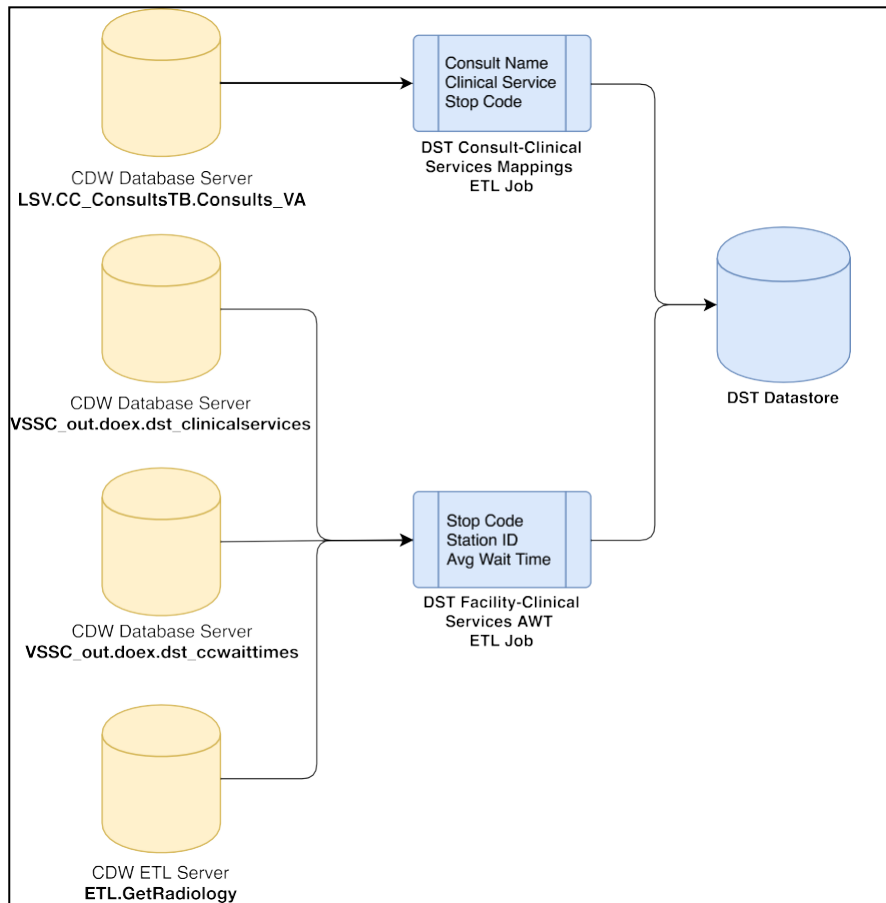 Consult Name
Clinical Service
Stop Code
DST Consult-Clinical
Services Mappings
ETL Job
CDW Database Server
LSV.CC_ConsultsTB.Consults_VA
CDW Database Server
VSSC_out.doex.dst_clinicalservices
DST Datastore
Stop Code
Station ID
Avg Wait Time
DST Facility-Clinical
Services AWT
ETL Job
CDW Database Server
VSSC_out.doex.dst_ccwaittimes
CDW ETL Server
ETL.GetRadiology